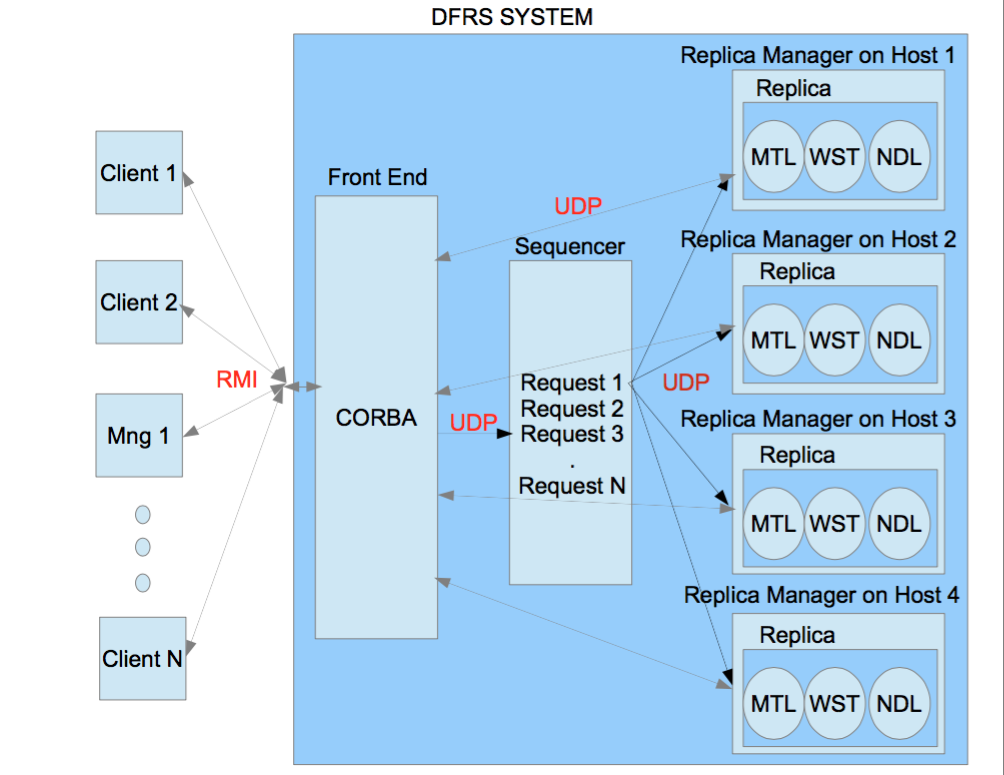 DFRS SYSTEM
Client 1
Client 2
RMI
Mng 1
Client N
Front End
CORBA
UDP
UDP
Sequencer
Request 1
Request 2
Request 3
.
Request N
UDP
Replica Manager on Host 1
Replica
MTL WST NDL
Replica Manager on Host 2
Replica
MTL WST NDL
Replica Manager on Host 3
Replica
MTL WST NDL
Replica Manager on Host 4
Replica
MTL WST NDL